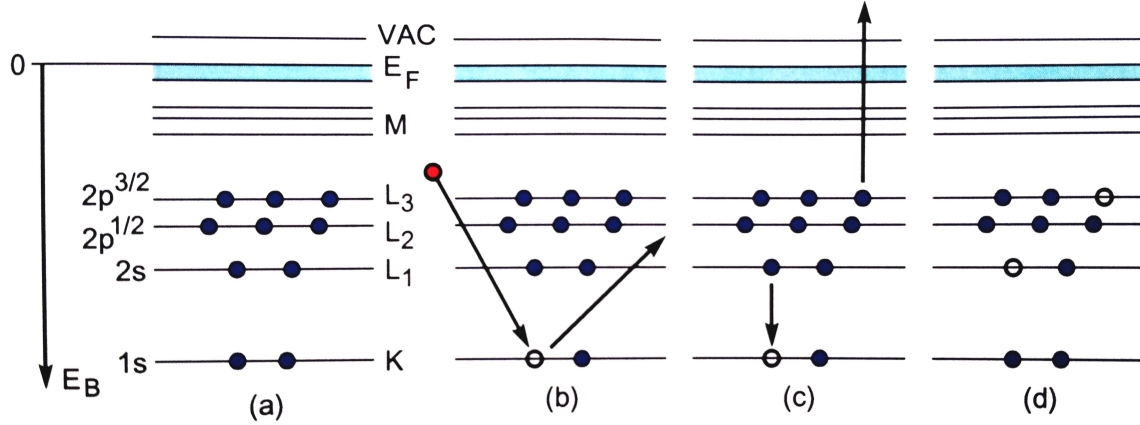 VAC
0
E_F
M
2p^3/2 L_3
2p^1/2 L_2
2s L_1
1s K
E_B
(a) (b) (c) (d)